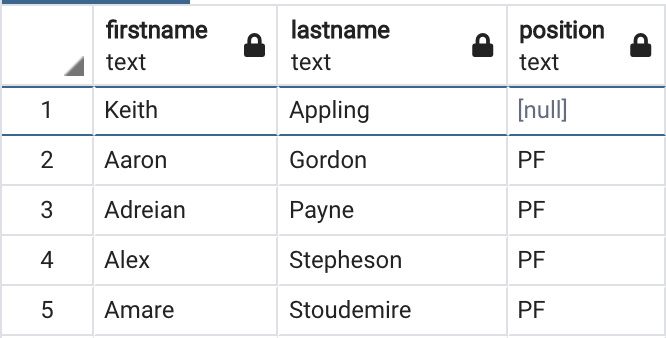 firstname lastname position
text text text
1 Keith Appling [null]
2 Aaron Gordon PF
3 Adreian Payne PF
4 Alex Stepheson PF
5 Amare Stoudemire PF